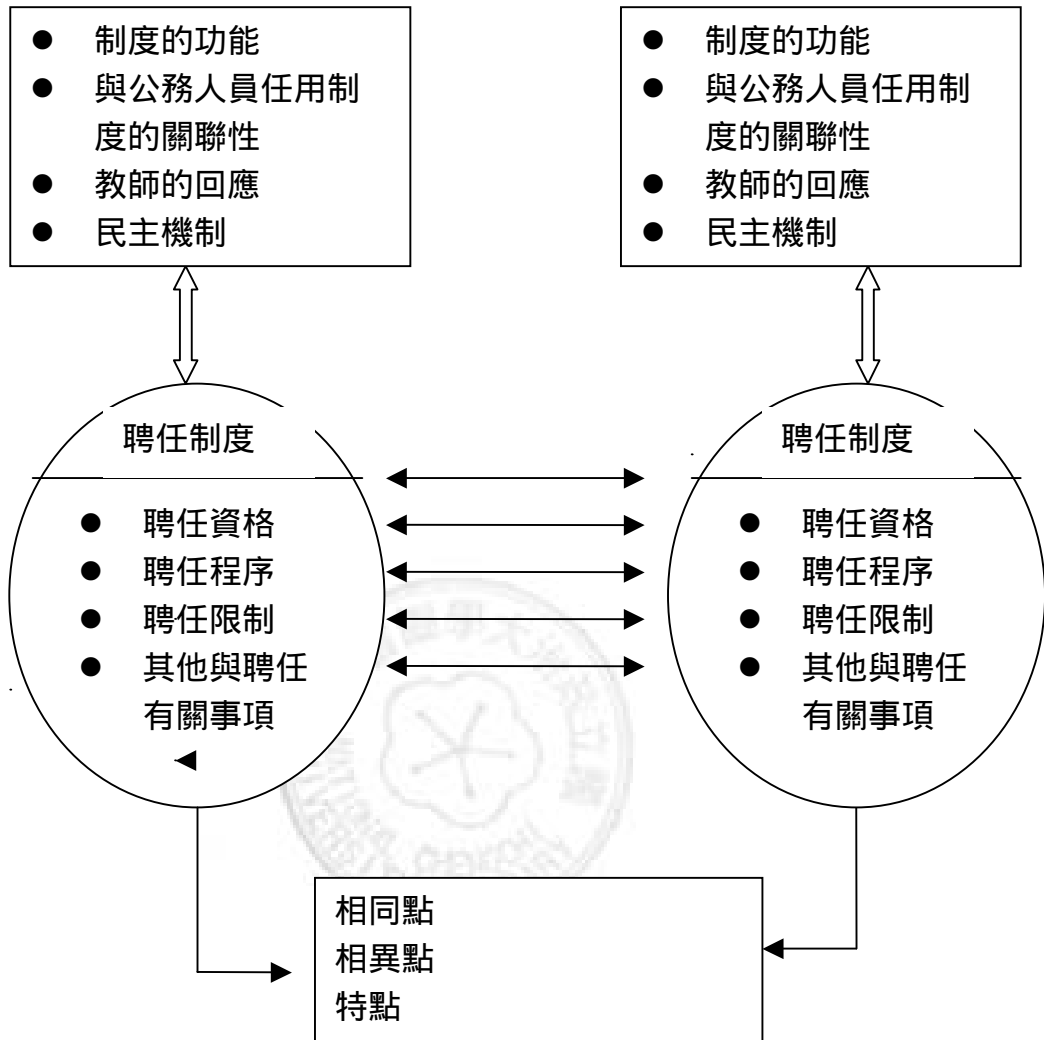 ● 制度的功能
● 與公務人員任用制
度的關聯性
● 教師的回應
● 民主機制
● 制度的功能
● 與公務人員任用制
度的關聯性
● 教師的回應
● 民主機制
聘任制度
● 聘任資格
● 聘任程序
● 聘任限制
● 其他與聘任
有關事項
聘任制度
● 聘任資格
● 聘任程序
● 聘任限制
● 其他與聘任
有關事項
相同點
相異點
特點